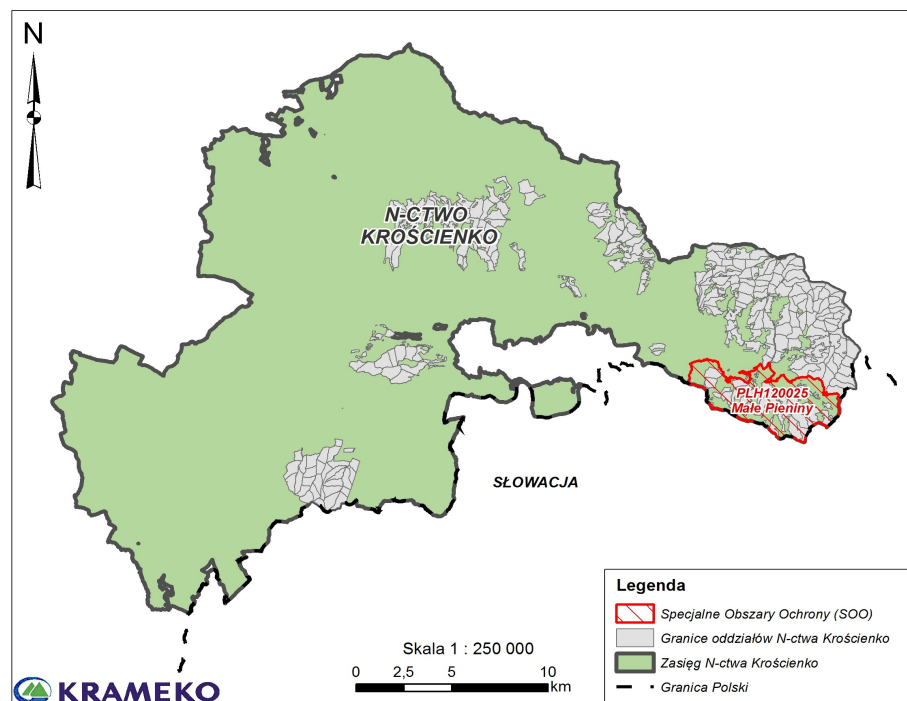 N
N-CTWO
KROŚCIENKO
PLH120025
Małe Pieniny
SŁOWACJA
Legenda
Specjalne Obszary Ochrony (SOO)
Granice oddziałów N-ctwa Krościenko
Zasięg N-ctwa Krościenko
Granica Polski
Skala 1 : 250 000
0 2,5 5 10
km
KRAMEKO